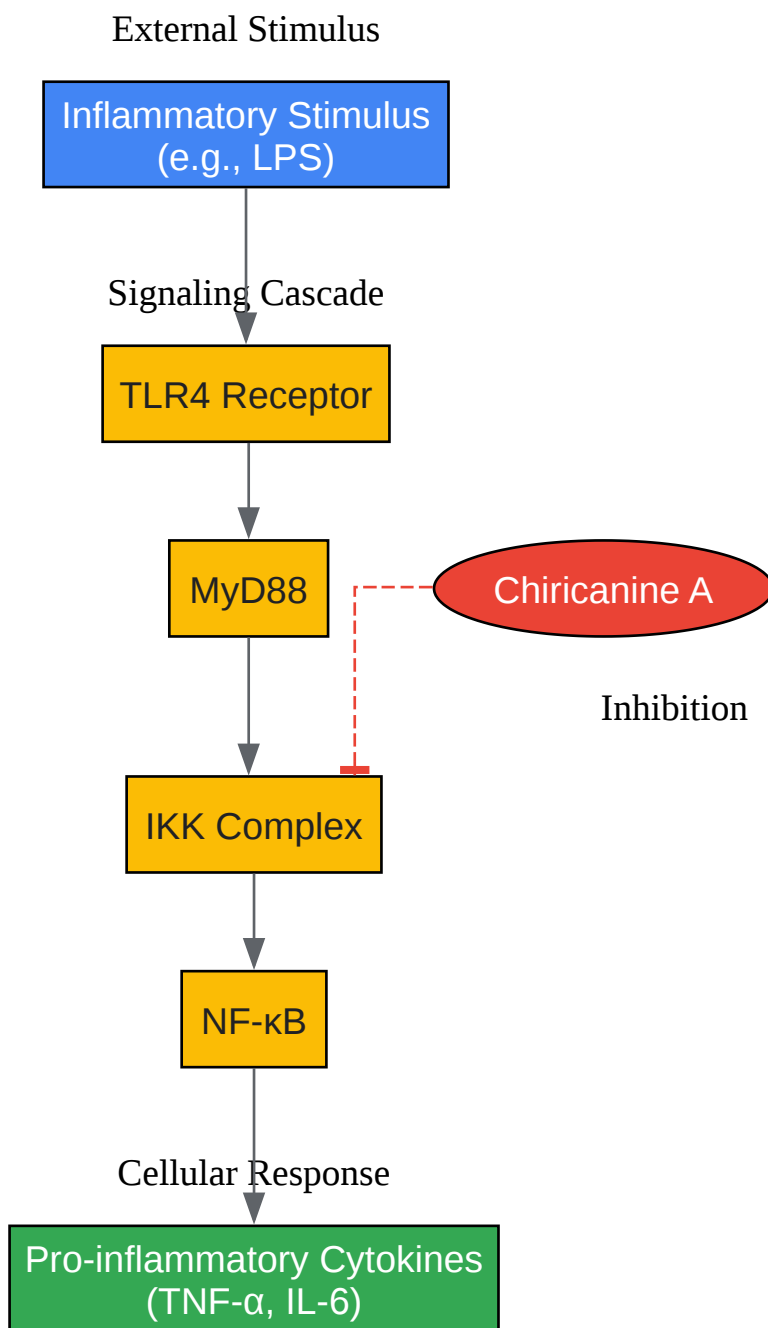 External Stimulus
Inflammatory Stimulus
(e.g., LPS)
Signaling Cascade
TLR4 Receptor
MyD88
Chiricanine A
Inhibition
IKK Complex
NF-κB
Cellular Response
Pro-inflammatory Cytokines
(TNF-α, IL-6)